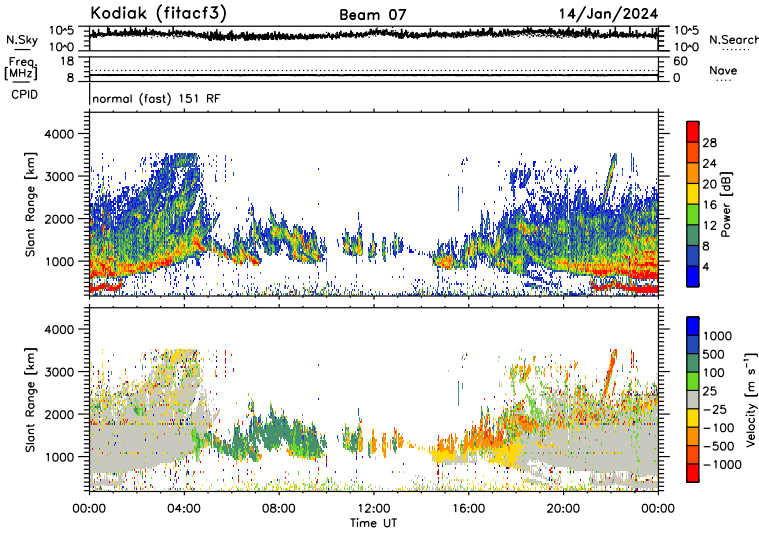 Kodiak (fitacf3) Beam 07 14/Jan/2024
N.Sky 10^5 10^0 10^5 10^0 N.Search
Freq. [MHz] 18 8 60 0 Nave
CPID normal (fast) 151 RF
Slant Range [km] 4000 3000 2000 1000
Power [dB] 28 24 20 16 12 8 4
Slant Range [km] 4000 3000 2000 1000
Velocity [m s⁻¹] 1000 500 100 25 −25 −100 −500 −1000
00:00 04:00 08:00 12:00 16:00 20:00 00:00
Time UT